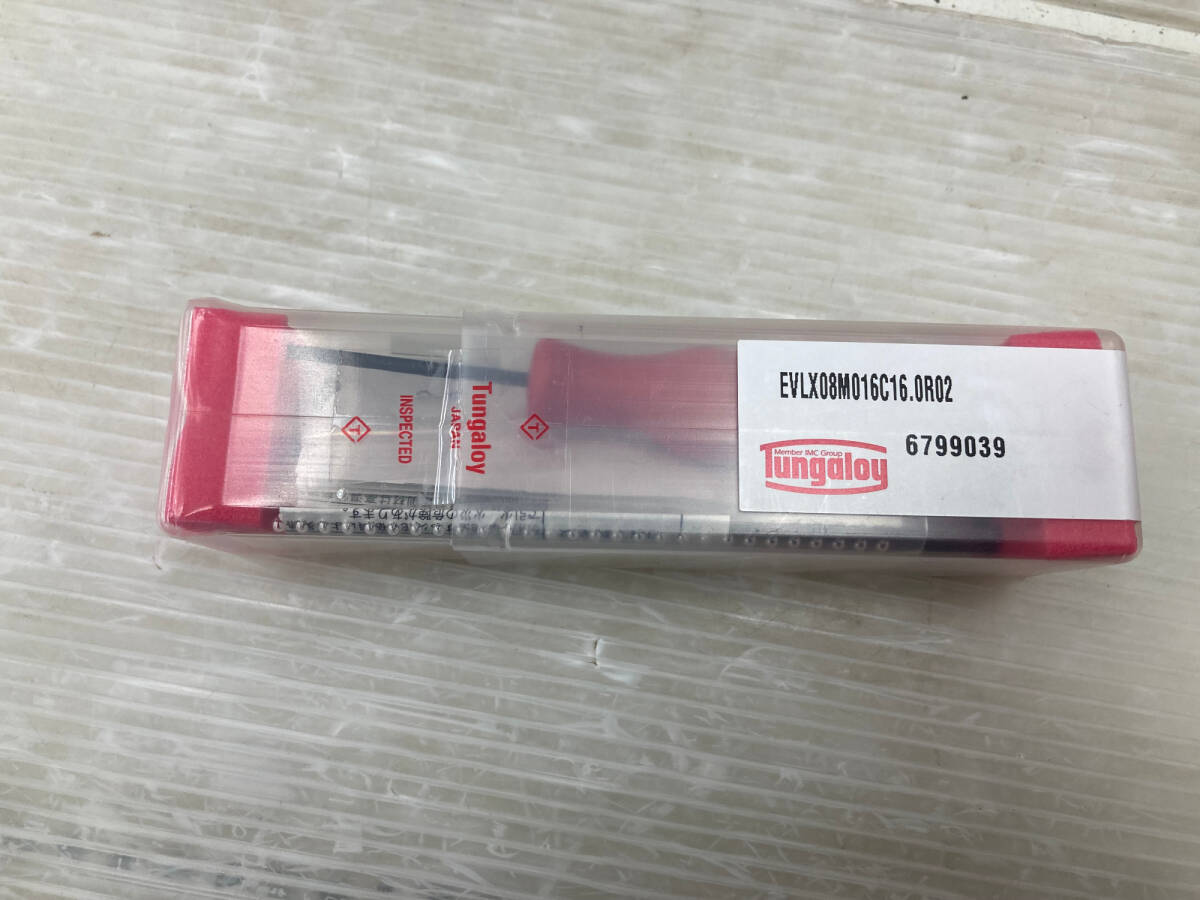 EVLX08M016C16.0R02
Member IMC Group
Tungaloy
6799039
Tungaloy
JAPAN
INSPECTED
T
T